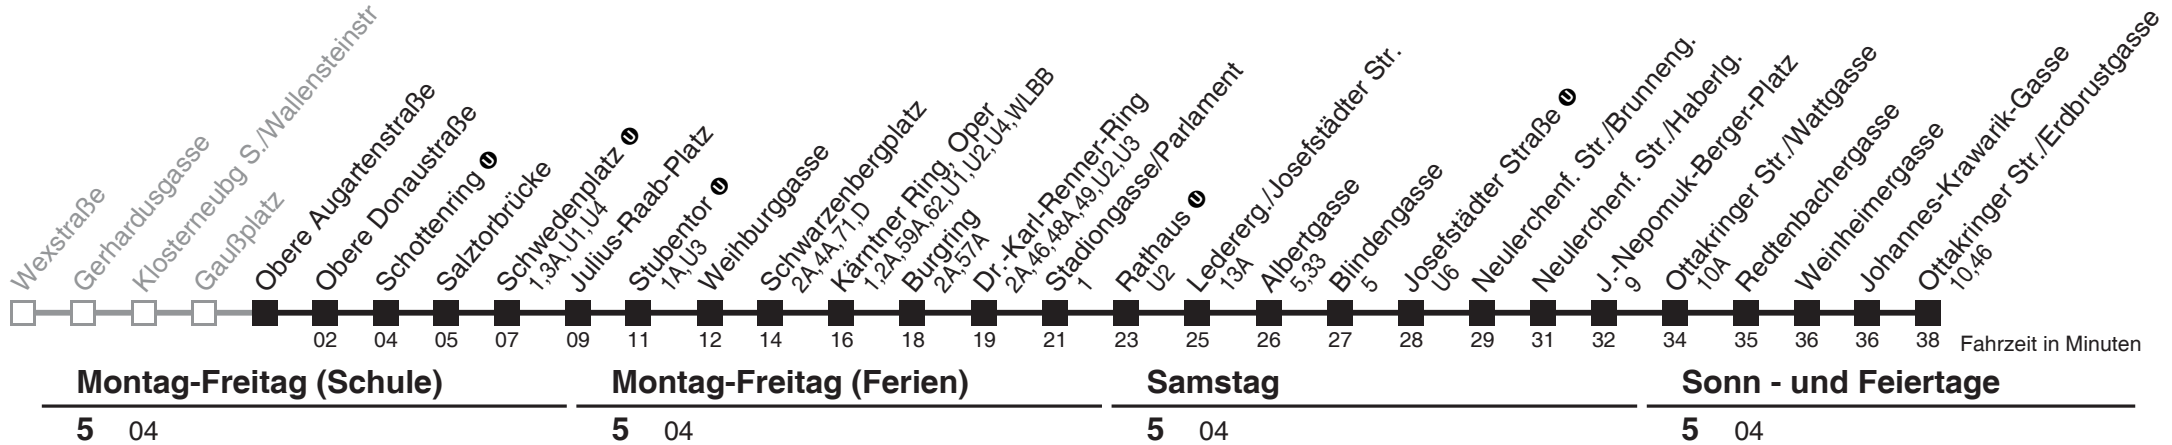 Wexstraße
Gerhardusgasse
Klosterneubg S./Wallensteinstr
Gaußplatz
Obere Augartenstraße
Obere Donaustraße
Schottenring U
Salztorbrücke
Schwedenplatz U
1,3A,U1,U4
Julius-Raab-Platz
Stubentor U
1A,U3
Weihburggasse
Schwarzenbergplatz
2A,4A,71,D
Kärntner Ring, Oper
1,2A,59A,62,U1,U2,U4,WLBB
Burgring
2A,57A
Dr.-Karl-Renner-Ring
2A,46,48A,49,U2,U3
Stadiongasse/Parlament
1
Rathaus U
U2
Ledererg./Josefstädter Str.
13A
Albertgasse
5,33
Blindengasse
5
Josefstädter Straße U
U6
Neulerchenf. Str./Brunneng.
Neulerchenf. Str./Haberlg.
J.-Nepomuk-Berger-Platz
9
Ottakringer Str./Wattgasse
10A
Redtenbachergasse
Weinheimergasse
Johannes-Krawarik-Gasse
Ottakringer Str./Erdbrustgasse
10,46
02 04 05 07 09 11 12 14 16 18 19 21 23 25 26 27 28 29 31 32 34 35 36 36 38 Fahrzeit in Minuten
Montag-Freitag (Schule) Montag-Freitag (Ferien) Samstag Sonn - und Feiertage
5 04 5 04 5 04 5 04